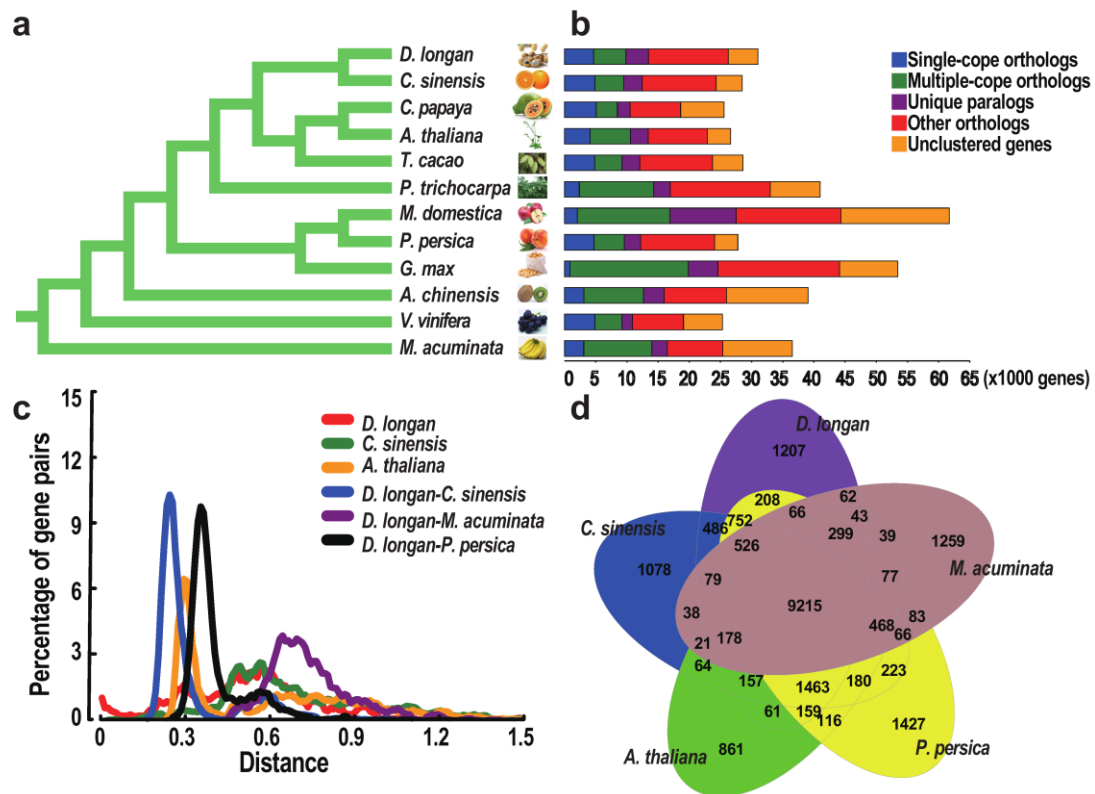 a
D. longan
C. sinensis
C. papaya
A. thaliana
T. cacao
P. trichocarpa
M. domestica
P. persica
G. max
A. chinensis
V. vinifera
M. acuminata
b
Single-cope orthologs
Multiple-cope orthologs
Unique paralogs
Other orthologs
Unclustered genes
0 5 10 15 20 25 30 35 40 45 50 55 60 65 (x1000 genes)
c
Percentage of gene pairs
15
12
9
6
3
0
D. longan
C. sinensis
A. thaliana
D. longan-C. sinensis
D. longan-M. acuminata
D. longan-P. persica
0 0.3 0.6 0.9 1.2 1.5
Distance
d
D. longan
1207
208
62
752
66
43
486
C. sinensis
526
299
39
1259
M. acuminata
1078
79
77
9215
38
83
468
66
178
21
64
223
157
1463
180
61
159
116
1427
861
A. thaliana
P. persica